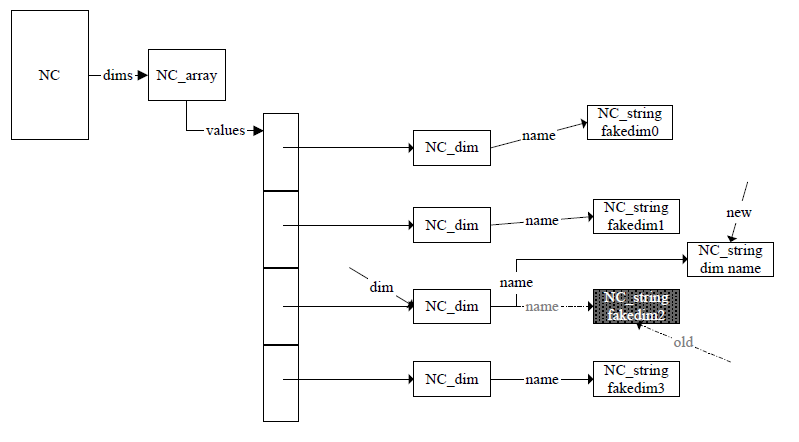 NC
dims
NC_array
values
NC_dim
name
NC_string
fakedim0
NC_dim
name
NC_string
fakedim1
new
NC_string
dim name
dim
NC_dim
name
name
NC_string
fakedim2
old
NC_dim
name
NC_string
fakedim3